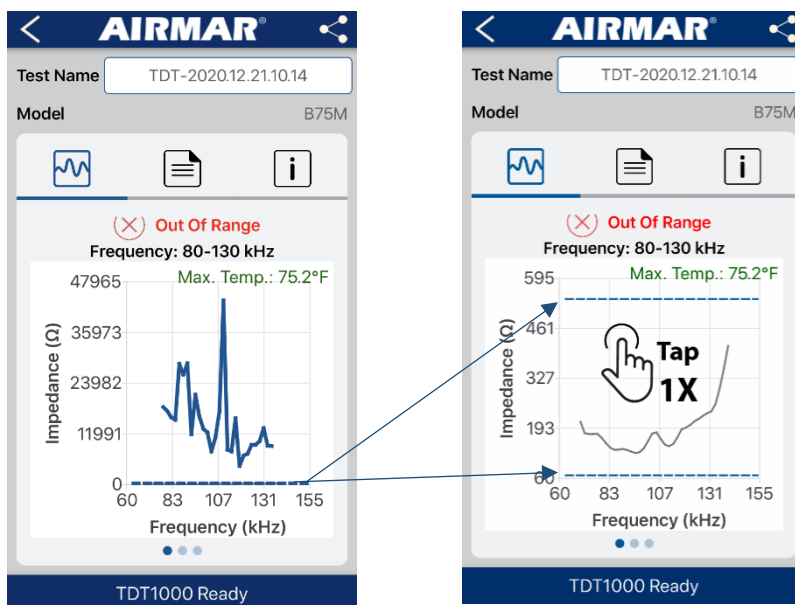 AIRMAR®
Test Name TDT-2020.12.21.10.14
Model B75M
Out Of Range
Frequency: 80-130 kHz
Max. Temp.: 75.2°F
47965
35973
23982
11991
0
Impedance (Ω)
60 83 107 131 155
Frequency (kHz)
TDT1000 Ready
AIRMAR®
Test Name TDT-2020.12.21.10.14
Model B75M
Out Of Range
Frequency: 80-130 kHz
Max. Temp.: 75.2°F
595
461
327
193
60
Impedance (Ω)
Tap
1X
60 83 107 131 155
Frequency (kHz)
TDT1000 Ready